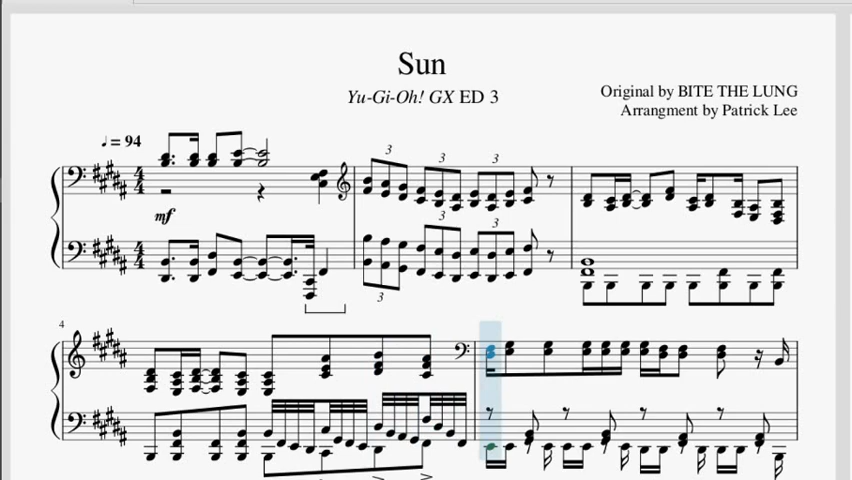 Sun
Yu-Gi-Oh! GX ED 3
Original by BITE THE LUNG
Arrangment by Patrick Lee
♩ = 94
3 3 3
mf
3 3
3
4